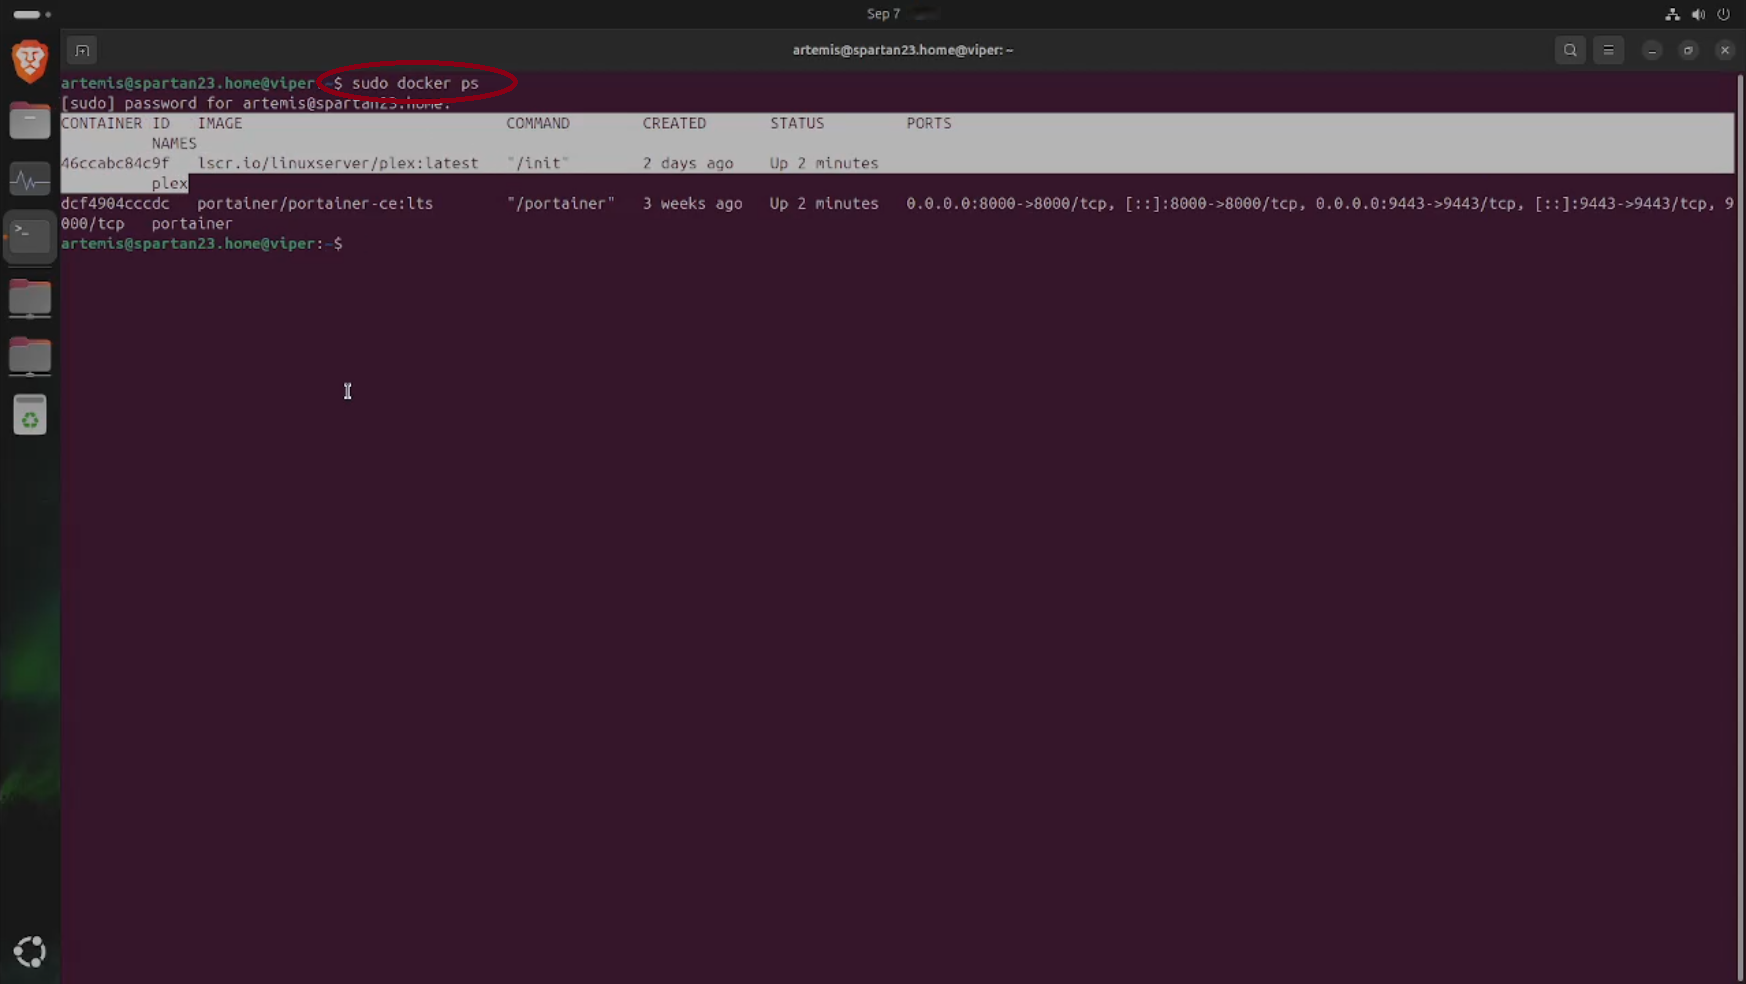 Sep 7
artemis@spartan23.home@viper: ~
artemis@spartan23.home@viper:~$ sudo docker ps
[sudo] password for artemis@spartan23.home:
CONTAINER ID   IMAGE                             COMMAND        CREATED       STATUS         PORTS
          NAMES
46ccabc84c9f   lscr.io/linuxserver/plex:latest   "/init"        2 days ago    Up 2 minutes
          plex
dcf4904cccdc   portainer/portainer-ce:lts        "/portainer"   3 weeks ago   Up 2 minutes   0.0.0.0:8000->8000/tcp, [::]:8000->8000/tcp, 0.0.0.0:9443->9443/tcp, [::]:9443->9443/tcp, 9
000/tcp   portainer
artemis@spartan23.home@viper:~$